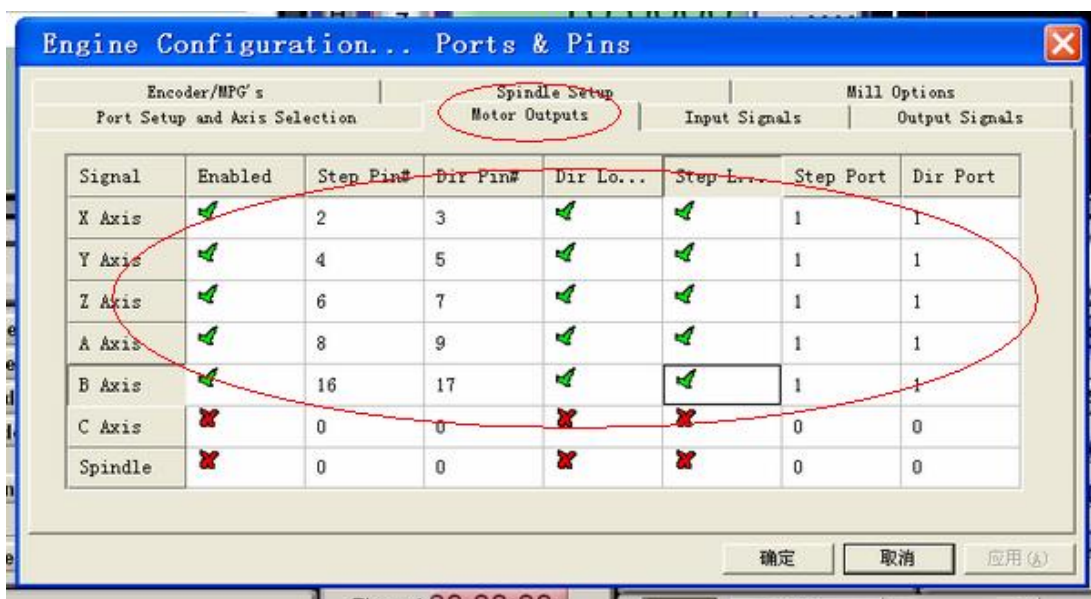 Engine Configuration... Ports & Pins
Encoder/MPG's Spindle Setup Mill Options
Port Setup and Axis Selection Motor Outputs Input Signals Output Signals
Signal Enabled Step Pin# Dir Pin# Dir Lo... Step L... Step Port Dir Port
X Axis 2 3 1 1
Y Axis 4 5 1 1
Z Axis 6 7 1 1
A Axis 8 9 1 1
B Axis 16 17 1 1
C Axis 0 0 0 0
Spindle 0 0 0 0
确定 取消 应用(A)